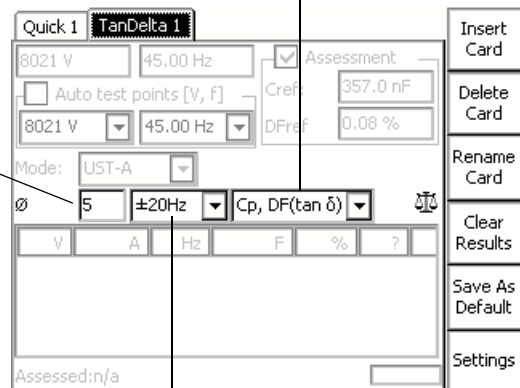 Quick 1 TanDelta 1
8021 V 45.00 Hz Assessment
Auto test points [V, f] Cref: 357.0 nF
8021 V 45.00 Hz DFref 0.08 %
Mode: UST-A
Ø 5 ±20Hz Cp, DF(tan δ)
V A Hz F % ?
Assessed:n/a
Insert
Card
Delete
Card
Rename
Card
Clear
Results
Save As
Default
Settings